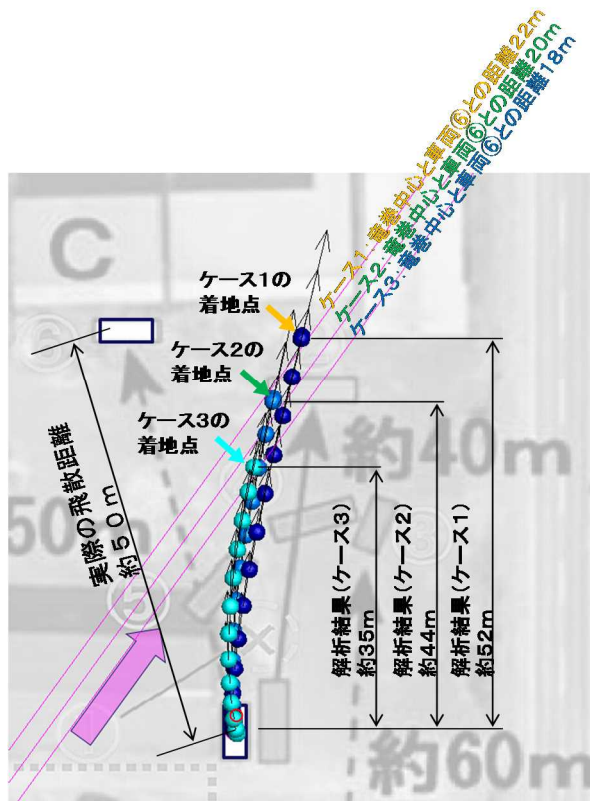 ケース1:竜巻中心と車両⑥との距離22m
ケース2:竜巻中心と車両⑥との距離20m
ケース3:竜巻中心と車両⑥との距離18m
C
ケース1の
着地点
⑥
ケース2の
着地点
ケース3の
着地点
約40m
実際の飛散距離
約50m
50m
解析結果(ケース3)
約35m
解析結果(ケース2)
約44m
解析結果(ケース1)
約52m
⑤
約60m